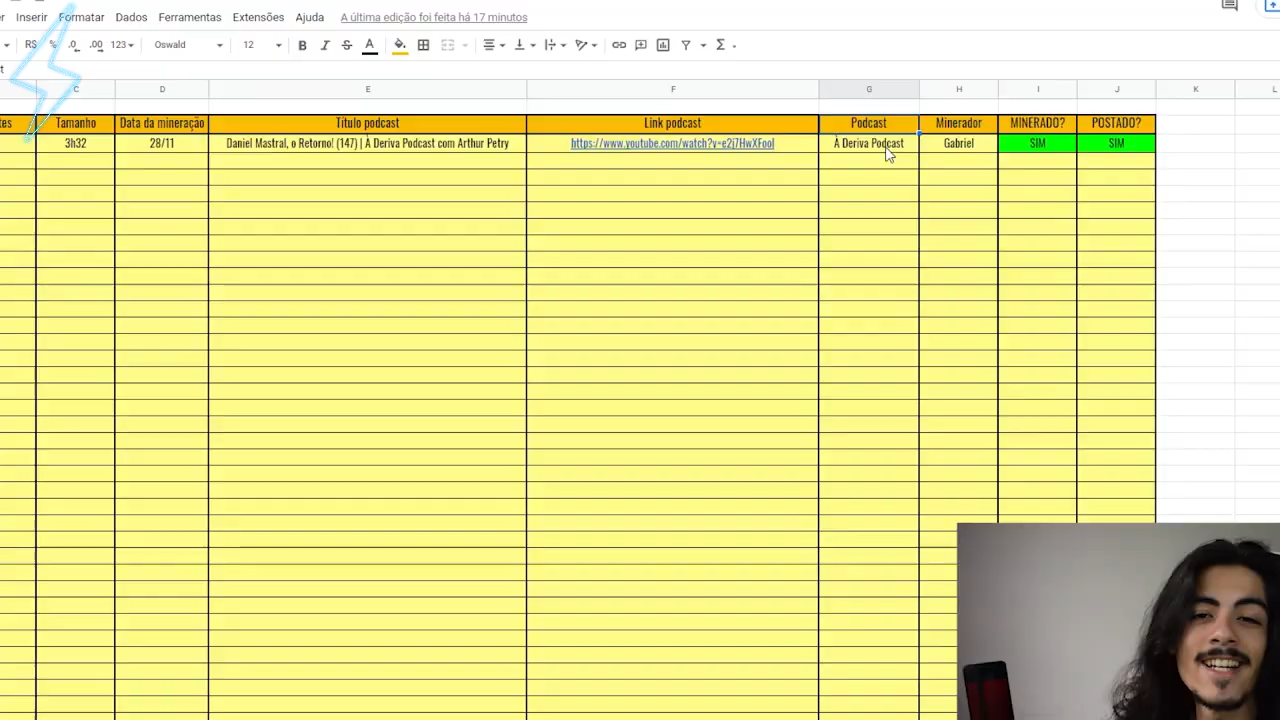 Inserir Formatar Dados Ferramentas Extensões Ajuda A última edição foi feita há 17 minutos
R$ % .0 .00 123 Oswald 12 B I S A Σ
C D E F G H I J K L
Tamanho Data da mineração Título podcast Link podcast Podcast Minerador MINERADO? POSTADO?
3h32 28/11 Daniel Mastral, o Retorno! (147) | À Deriva Podcast com Arthur Petry https://www.youtube.com/watch?v=e2j7HwXFooI À Deriva Podcast Gabriel SIM SIM